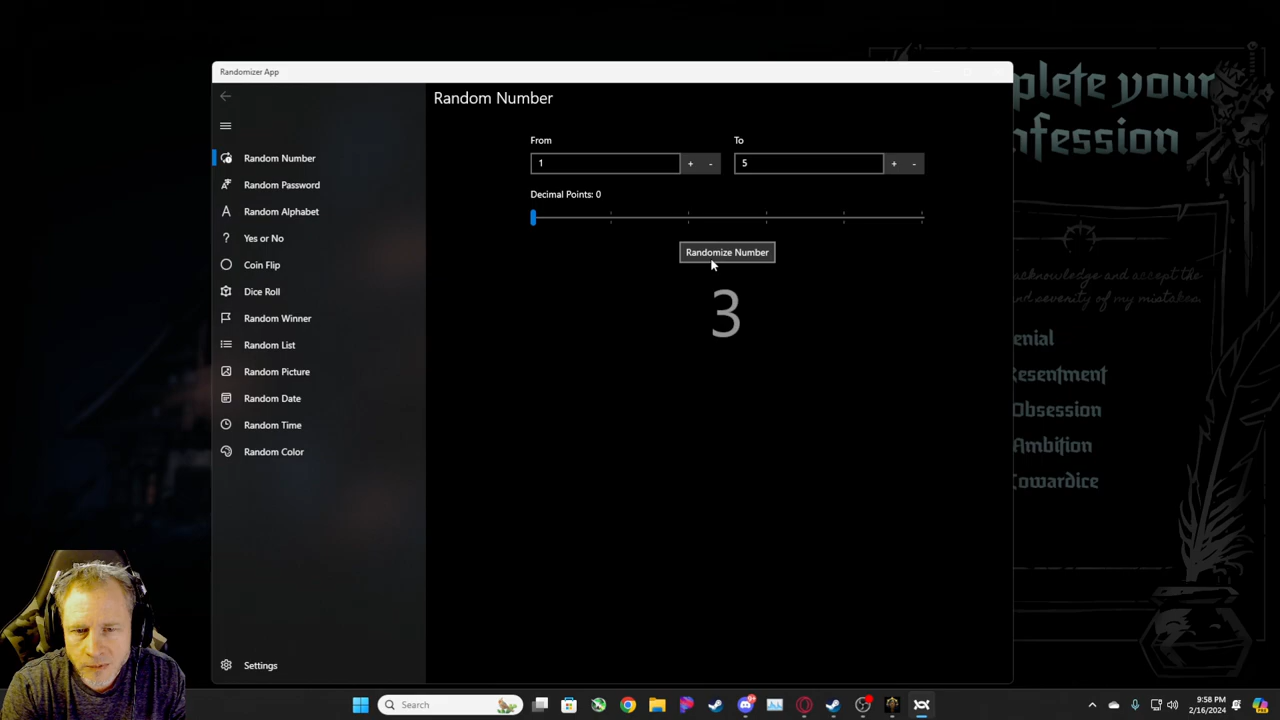 Randomizer App
Random Number
From
To
1
+
-
5
+
-
Decimal Points: 0
Randomize Number
3
Random Number
Random Password
Random Alphabet
Yes or No
Coin Flip
Dice Roll
Random Winner
Random List
Random Picture
Random Date
Random Time
Random Color
Settings
plete your
nfession
acknowledge and accept the
nd severity of my mistakes.
enial
Resentment
Obsession
Ambition
Cowardice
Search
9:58 PM
2/16/2024